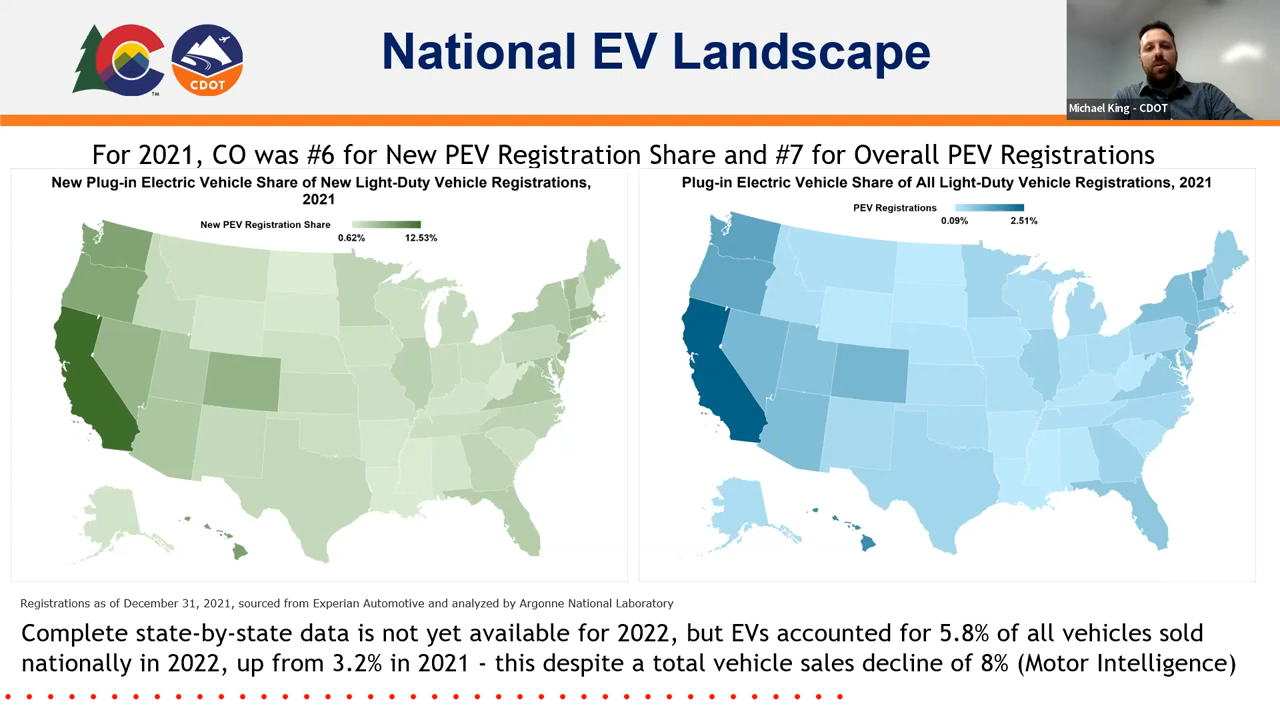 CDOT
TM
National EV Landscape
Michael King - CDOT
For 2021, CO was #6 for New PEV Registration Share and #7 for Overall PEV Registrations
New Plug-in Electric Vehicle Share of New Light-Duty Vehicle Registrations,
2021
New PEV Registration Share
0.62%
12.53%
Plug-in Electric Vehicle Share of All Light-Duty Vehicle Registrations, 2021
PEV Registrations
0.09%
2.51%
Registrations as of December 31, 2021, sourced from Experian Automotive and analyzed by Argonne National Laboratory
Complete state-by-state data is not yet available for 2022, but EVs accounted for 5.8% of all vehicles sold
nationally in 2022, up from 3.2% in 2021 - this despite a total vehicle sales decline of 8% (Motor Intelligence)